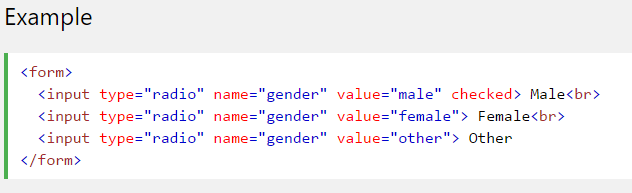 Example
<form>
<input type="radio" name="gender" value="male" checked> Male<br>
<input type="radio" name="gender" value="female"> Female<br>
<input type="radio" name="gender" value="other"> Other
</form>